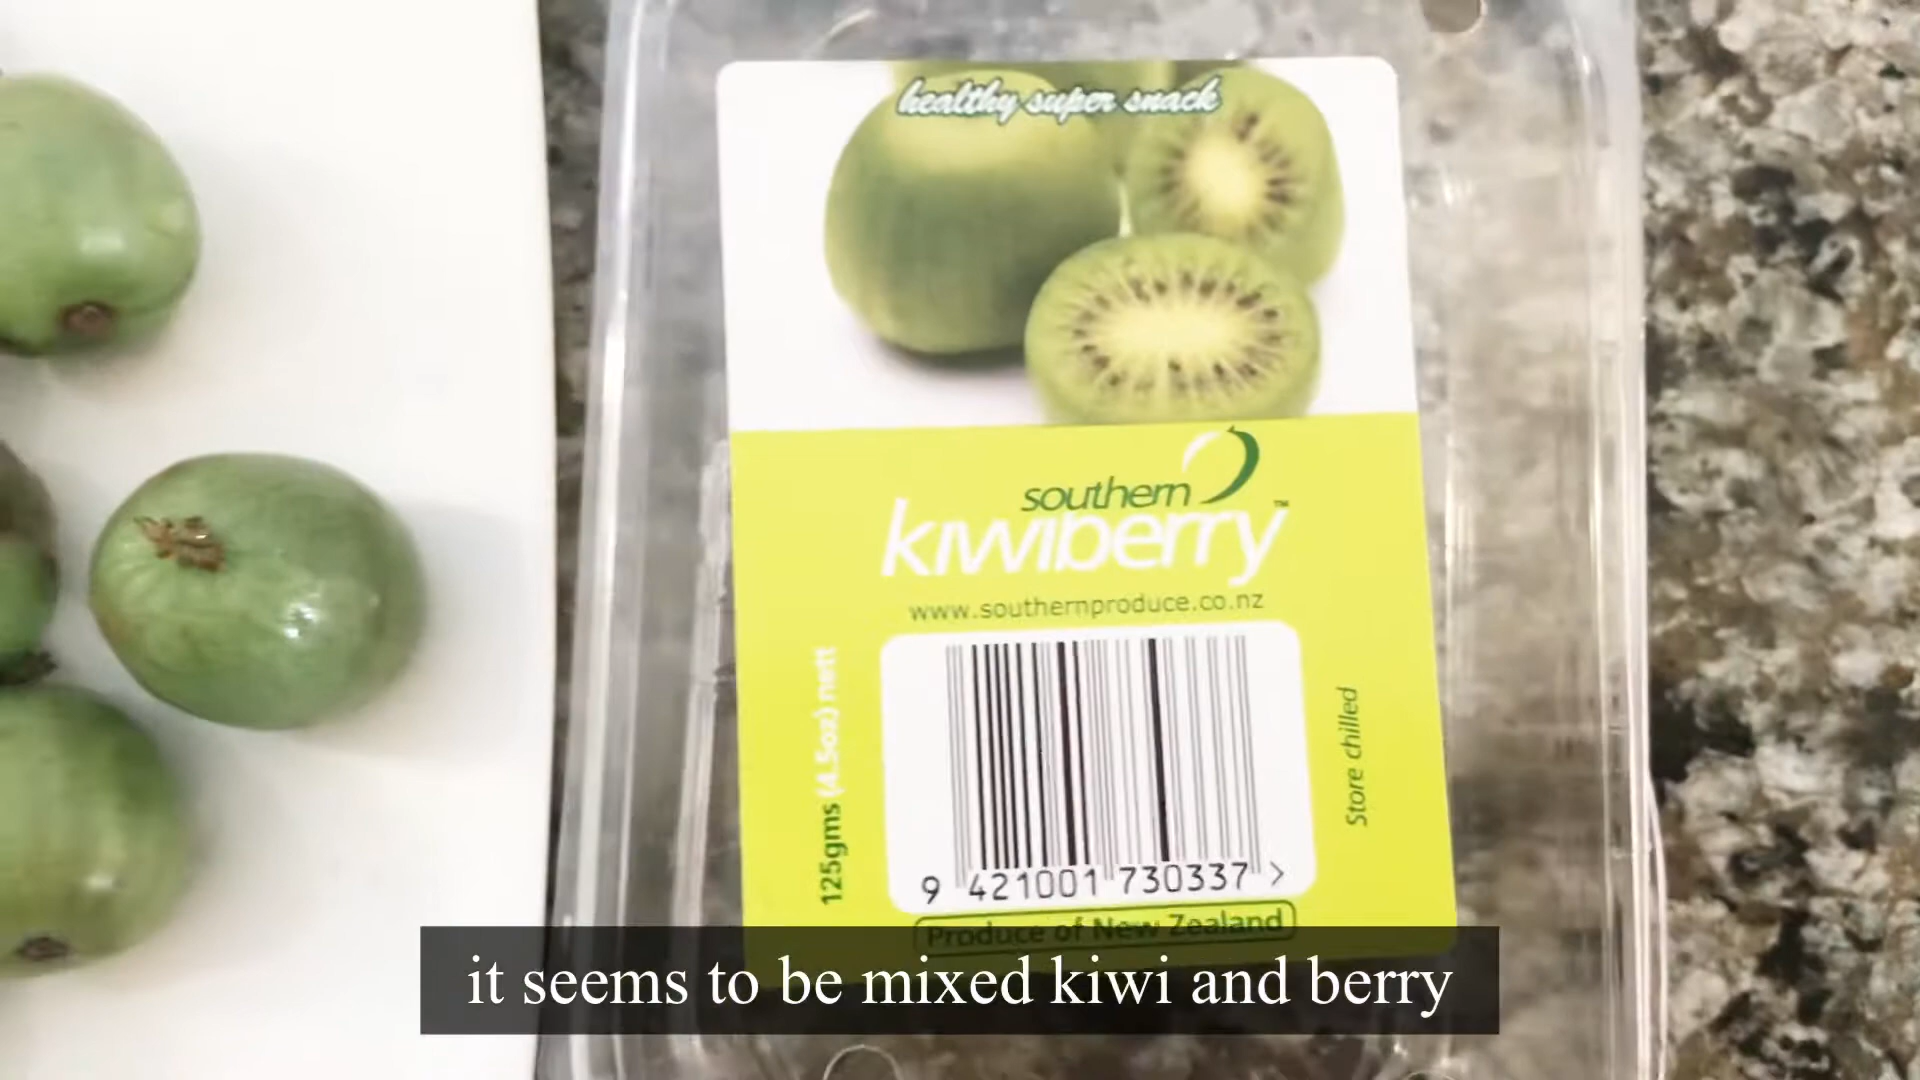 healthy super snack
southern
kiwiberry™
www.southernproduce.co.nz
125gms (4.5oz) nett
Store chilled
9 421001 730337 >
Produce of New Zealand
it seems to be mixed kiwi and berry